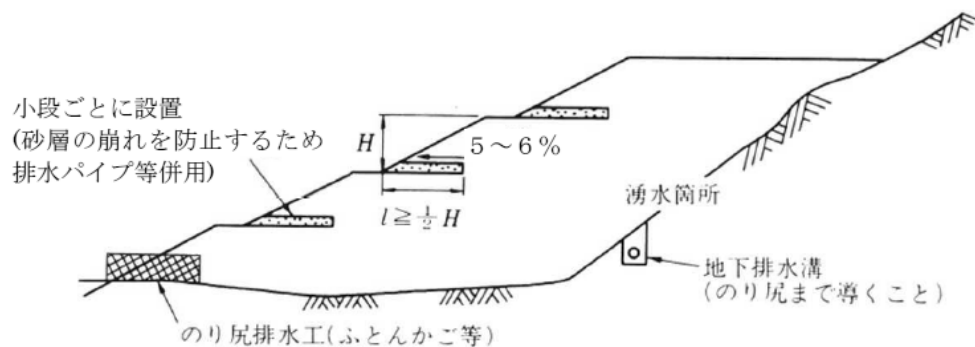 小段ごとに設置
(砂層の崩れを防止するため
排水パイプ等併用)
H
5～6%
l≧1/2H
湧水箇所
地下排水溝
(のり尻まで導くこと)
のり尻排水工(ふとんかご等)